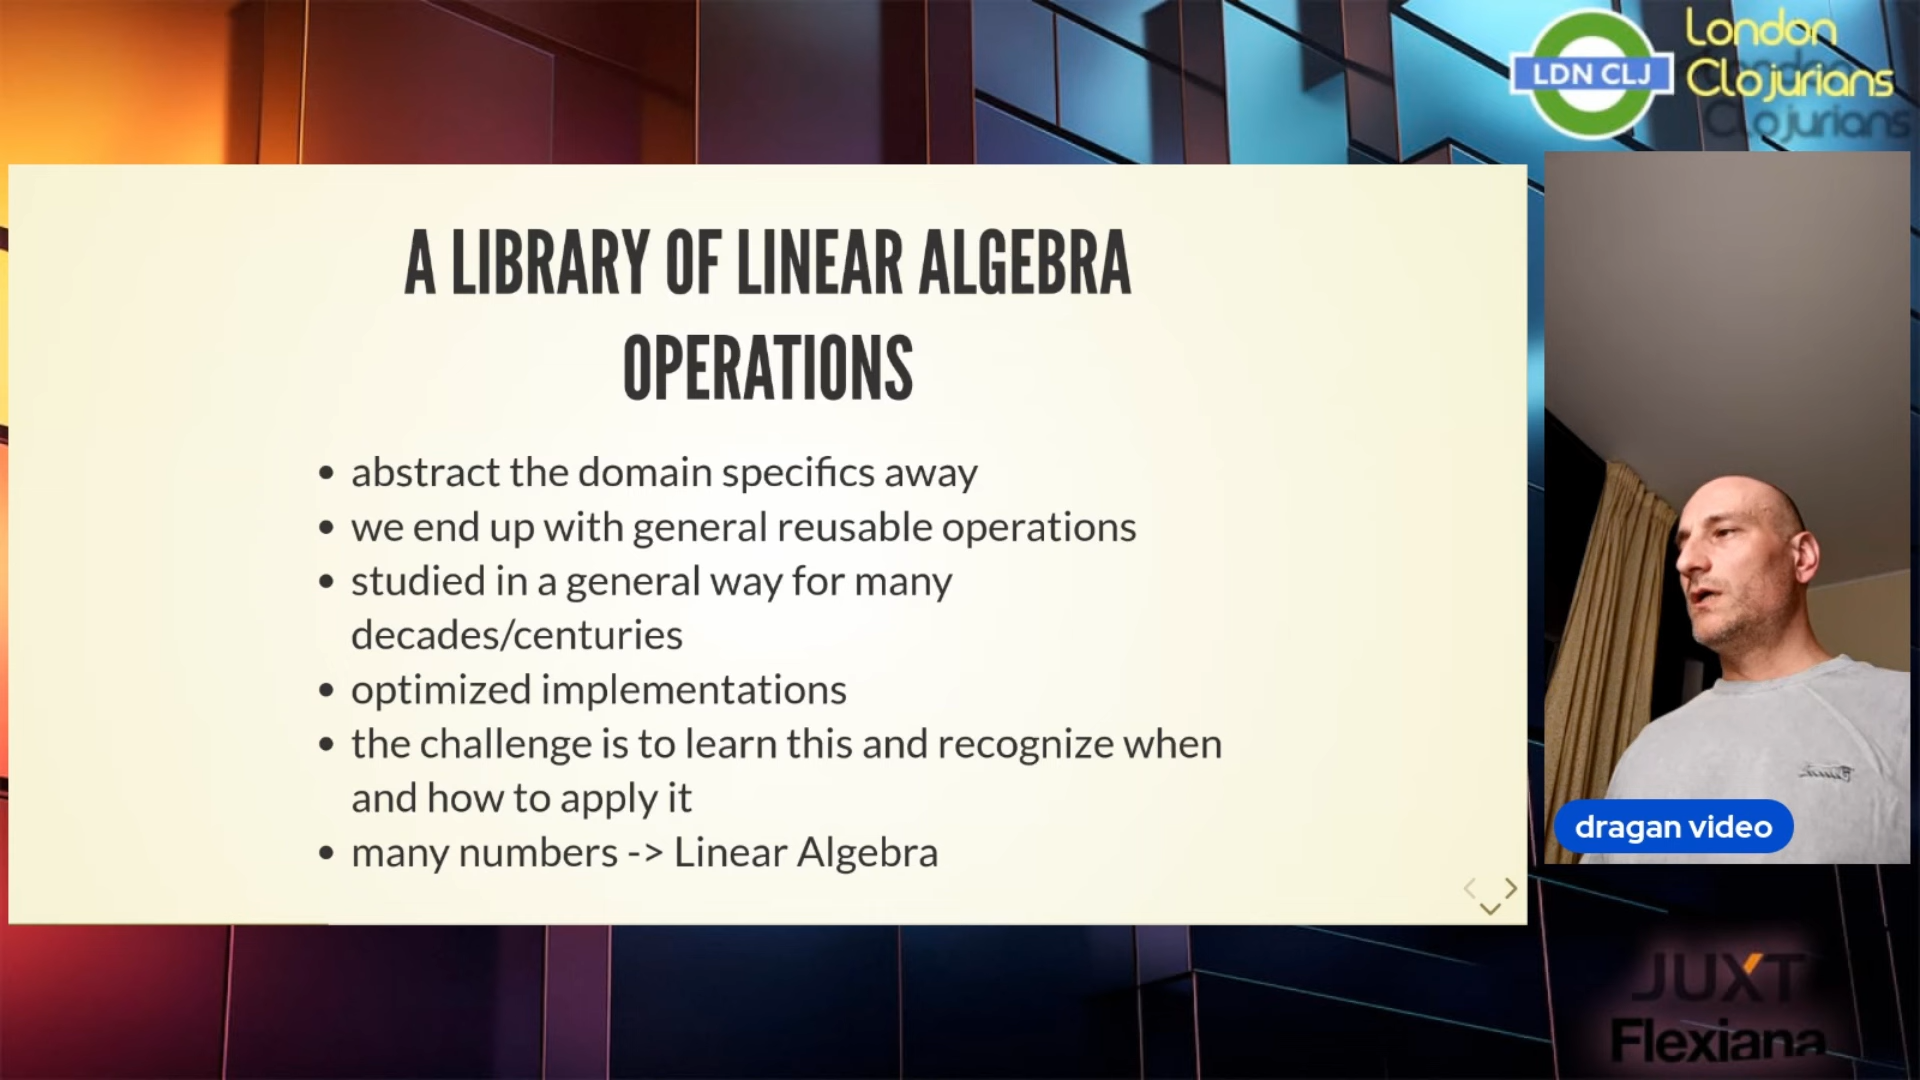 LDN CLJ
London
Clojurians
A LIBRARY OF LINEAR ALGEBRA
OPERATIONS
• abstract the domain specifics away
• we end up with general reusable operations
• studied in a general way for many
decades/centuries
• optimized implementations
• the challenge is to learn this and recognize when
and how to apply it
• many numbers -> Linear Algebra
dragan video
JUXT
Flexiana